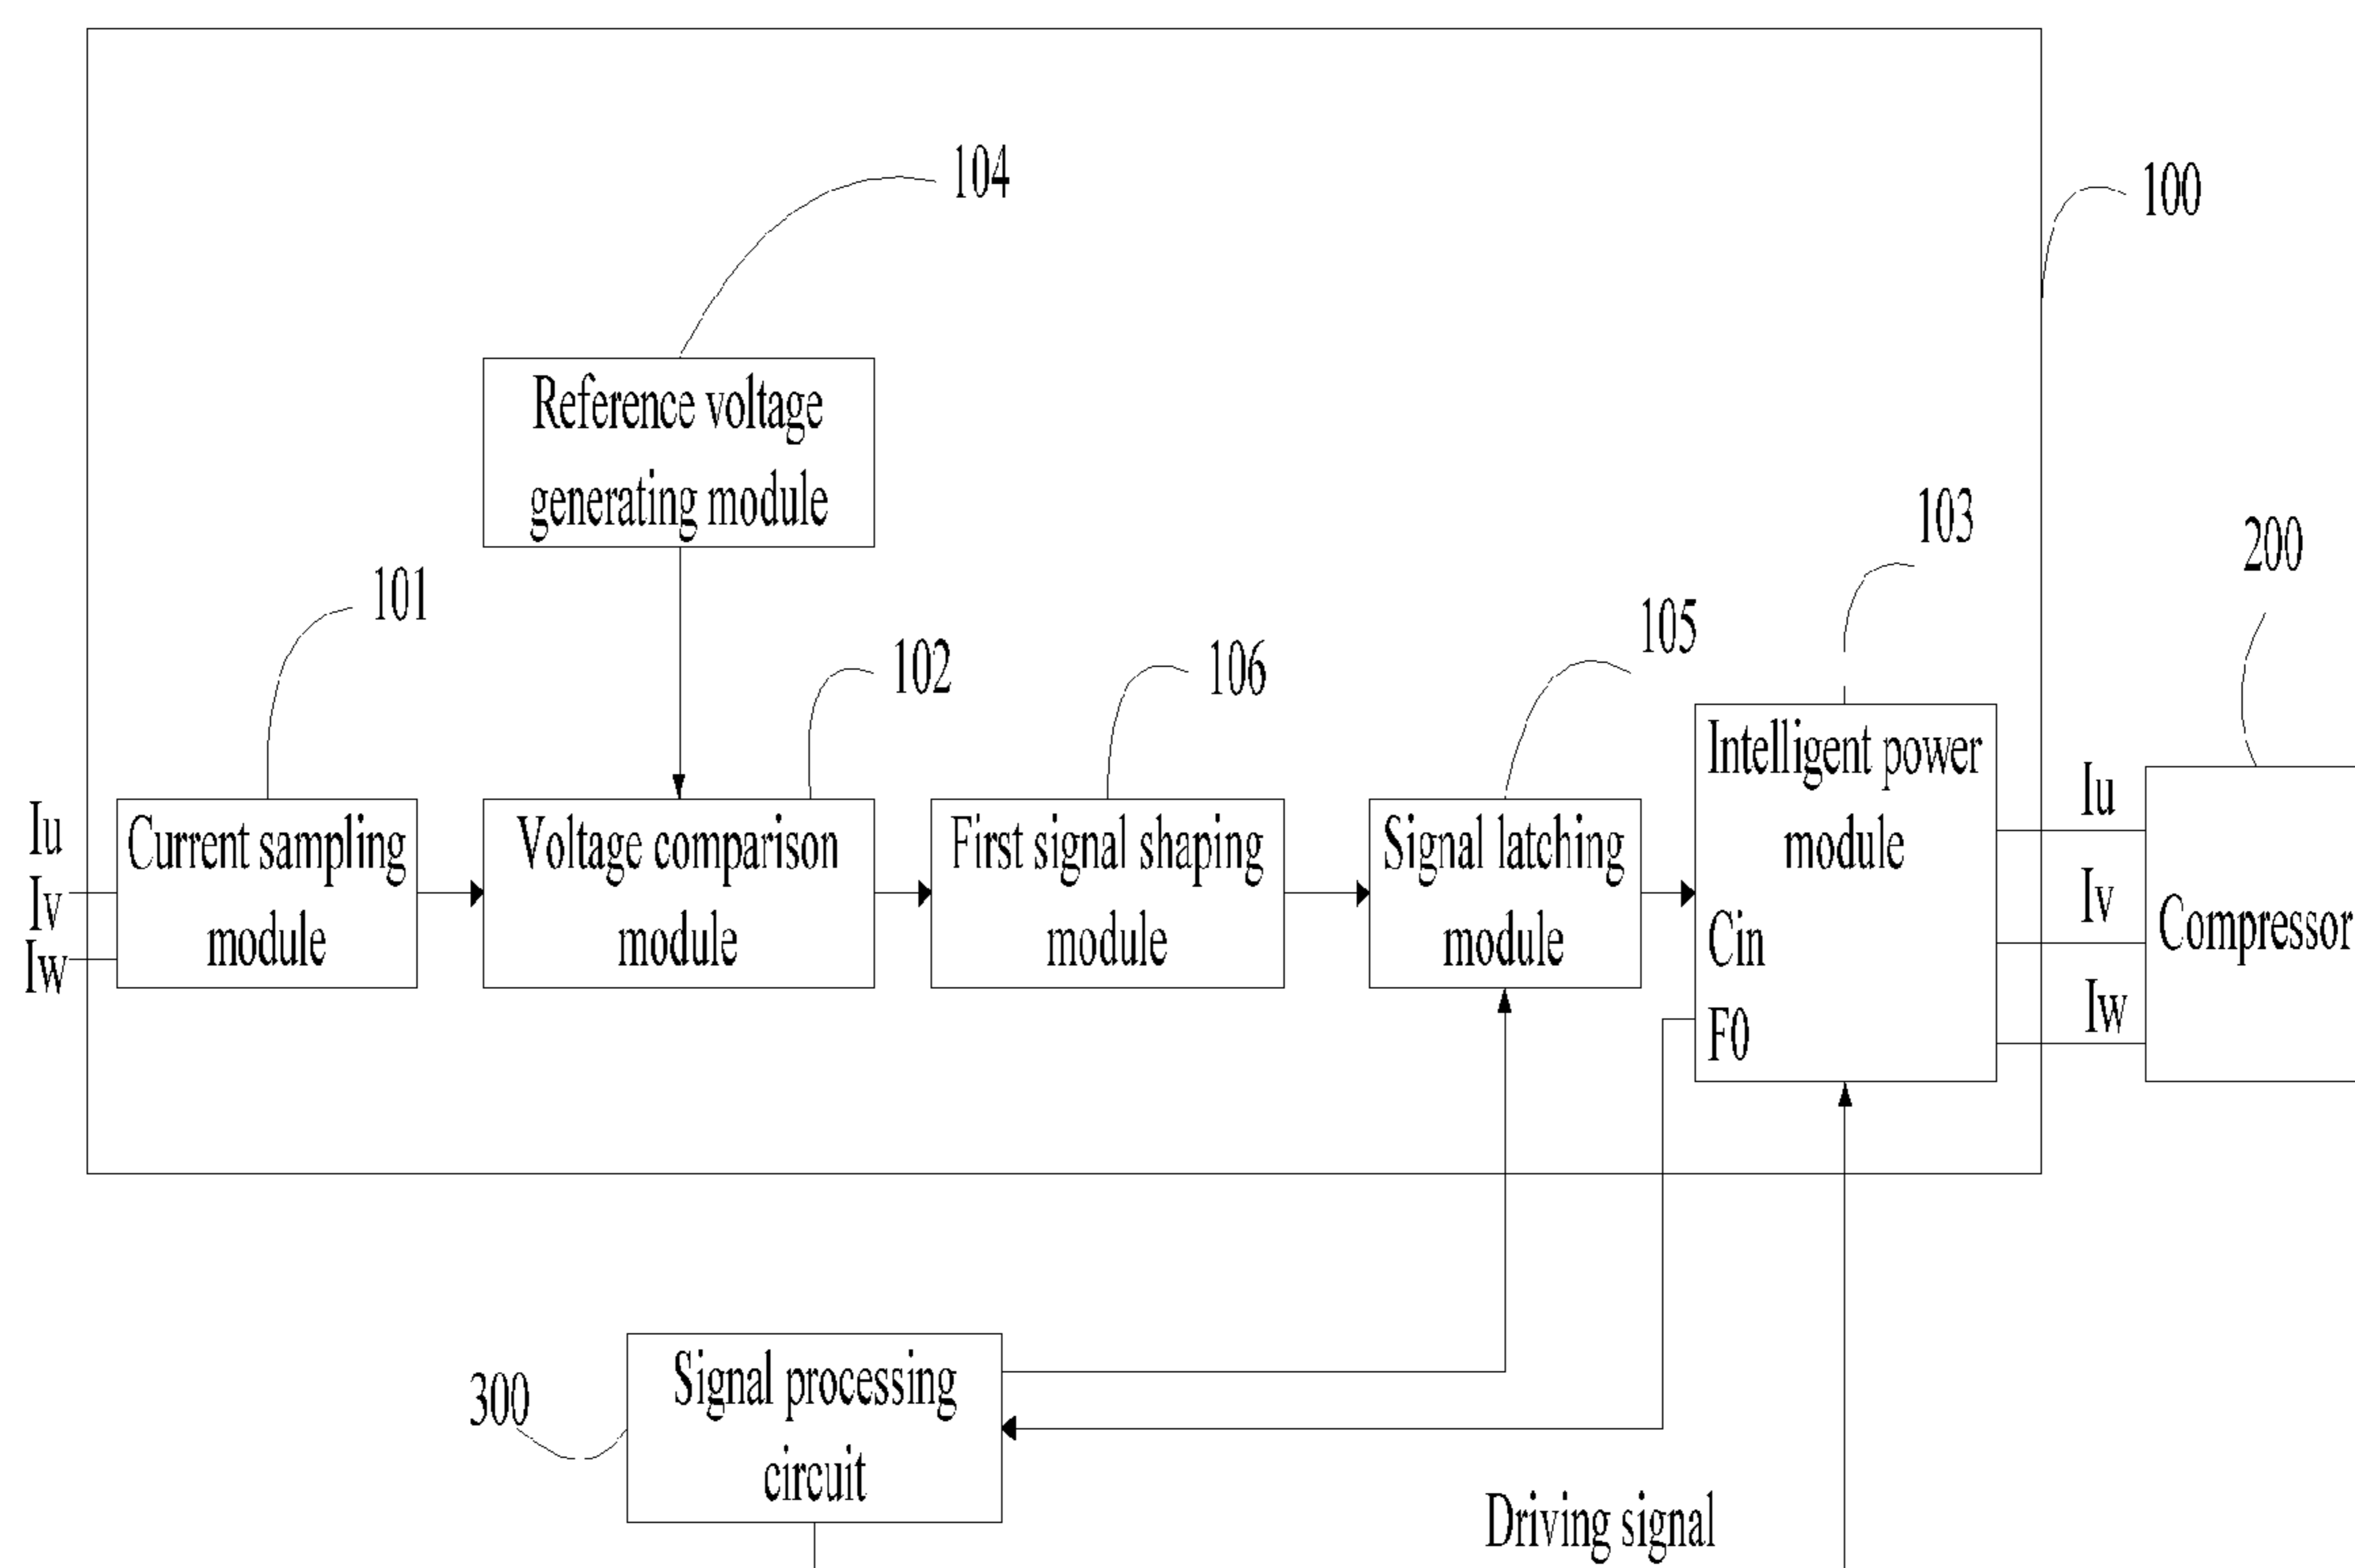 104
100
Reference voltage
generating module
103
200
101
105
102
106
Intelligent power
module
Iu
Iu
Current sampling
module
Voltage comparison
module
First signal shaping
module
Signal latching
module
Iv
Iv
Compressor
Cin
Iw
Iw
F0
Signal processing
circuit
300
Driving signal